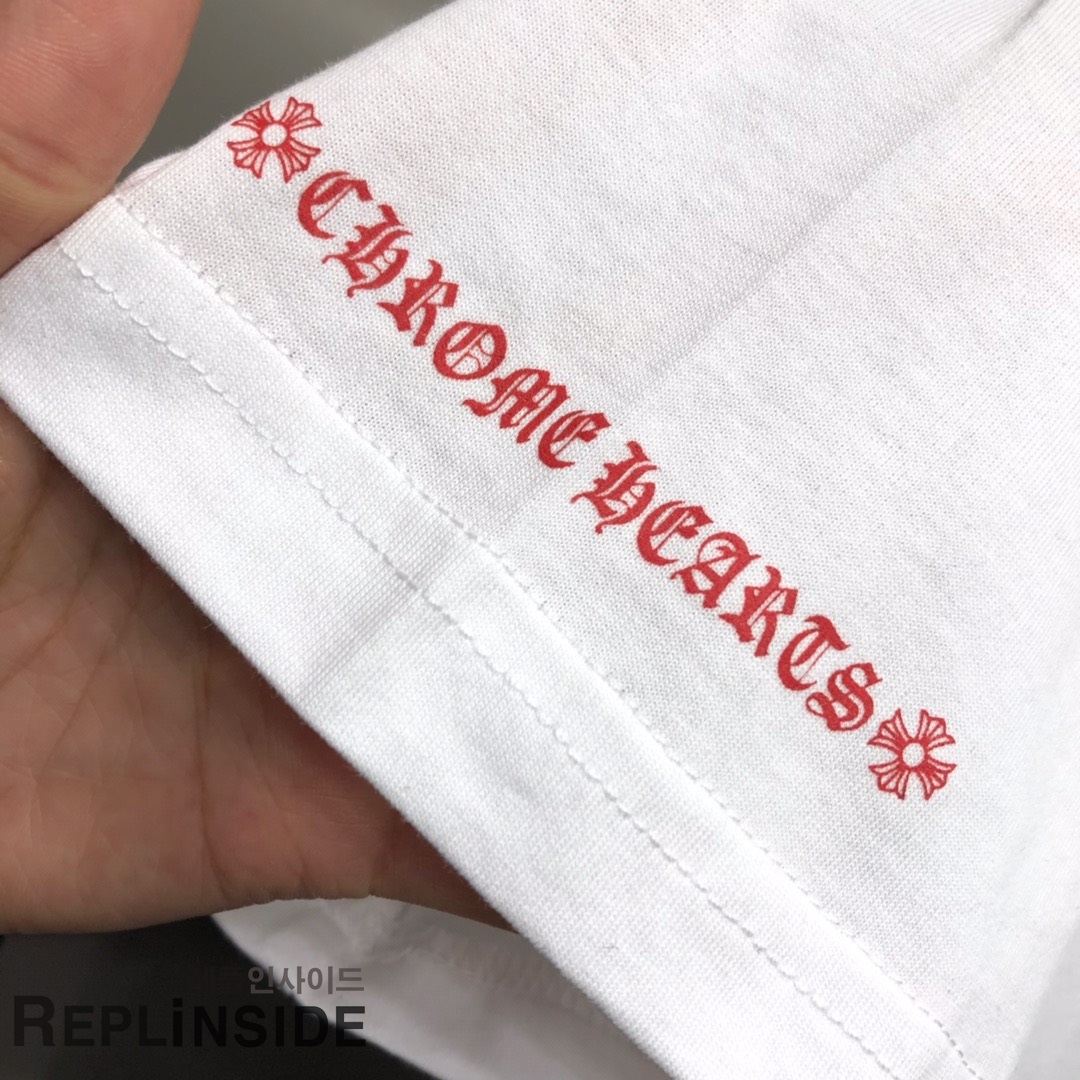 CHROME HEARTS
인사이드
REPLiNSIDE